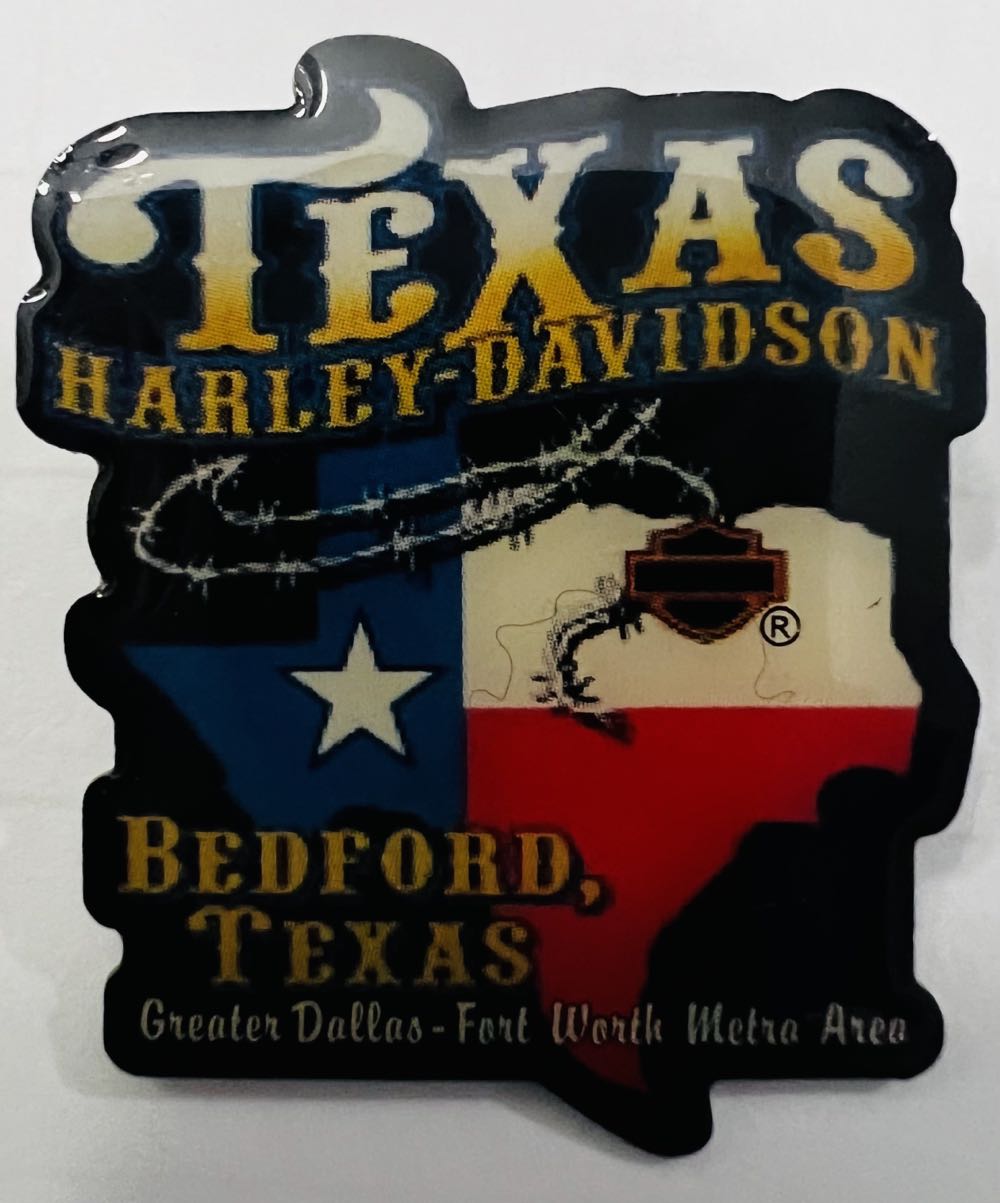 TEXAS
HARLEY-DAVIDSON
®
BEDFORD,
TEXAS
Greater Dallas - Fort Worth Metro Area